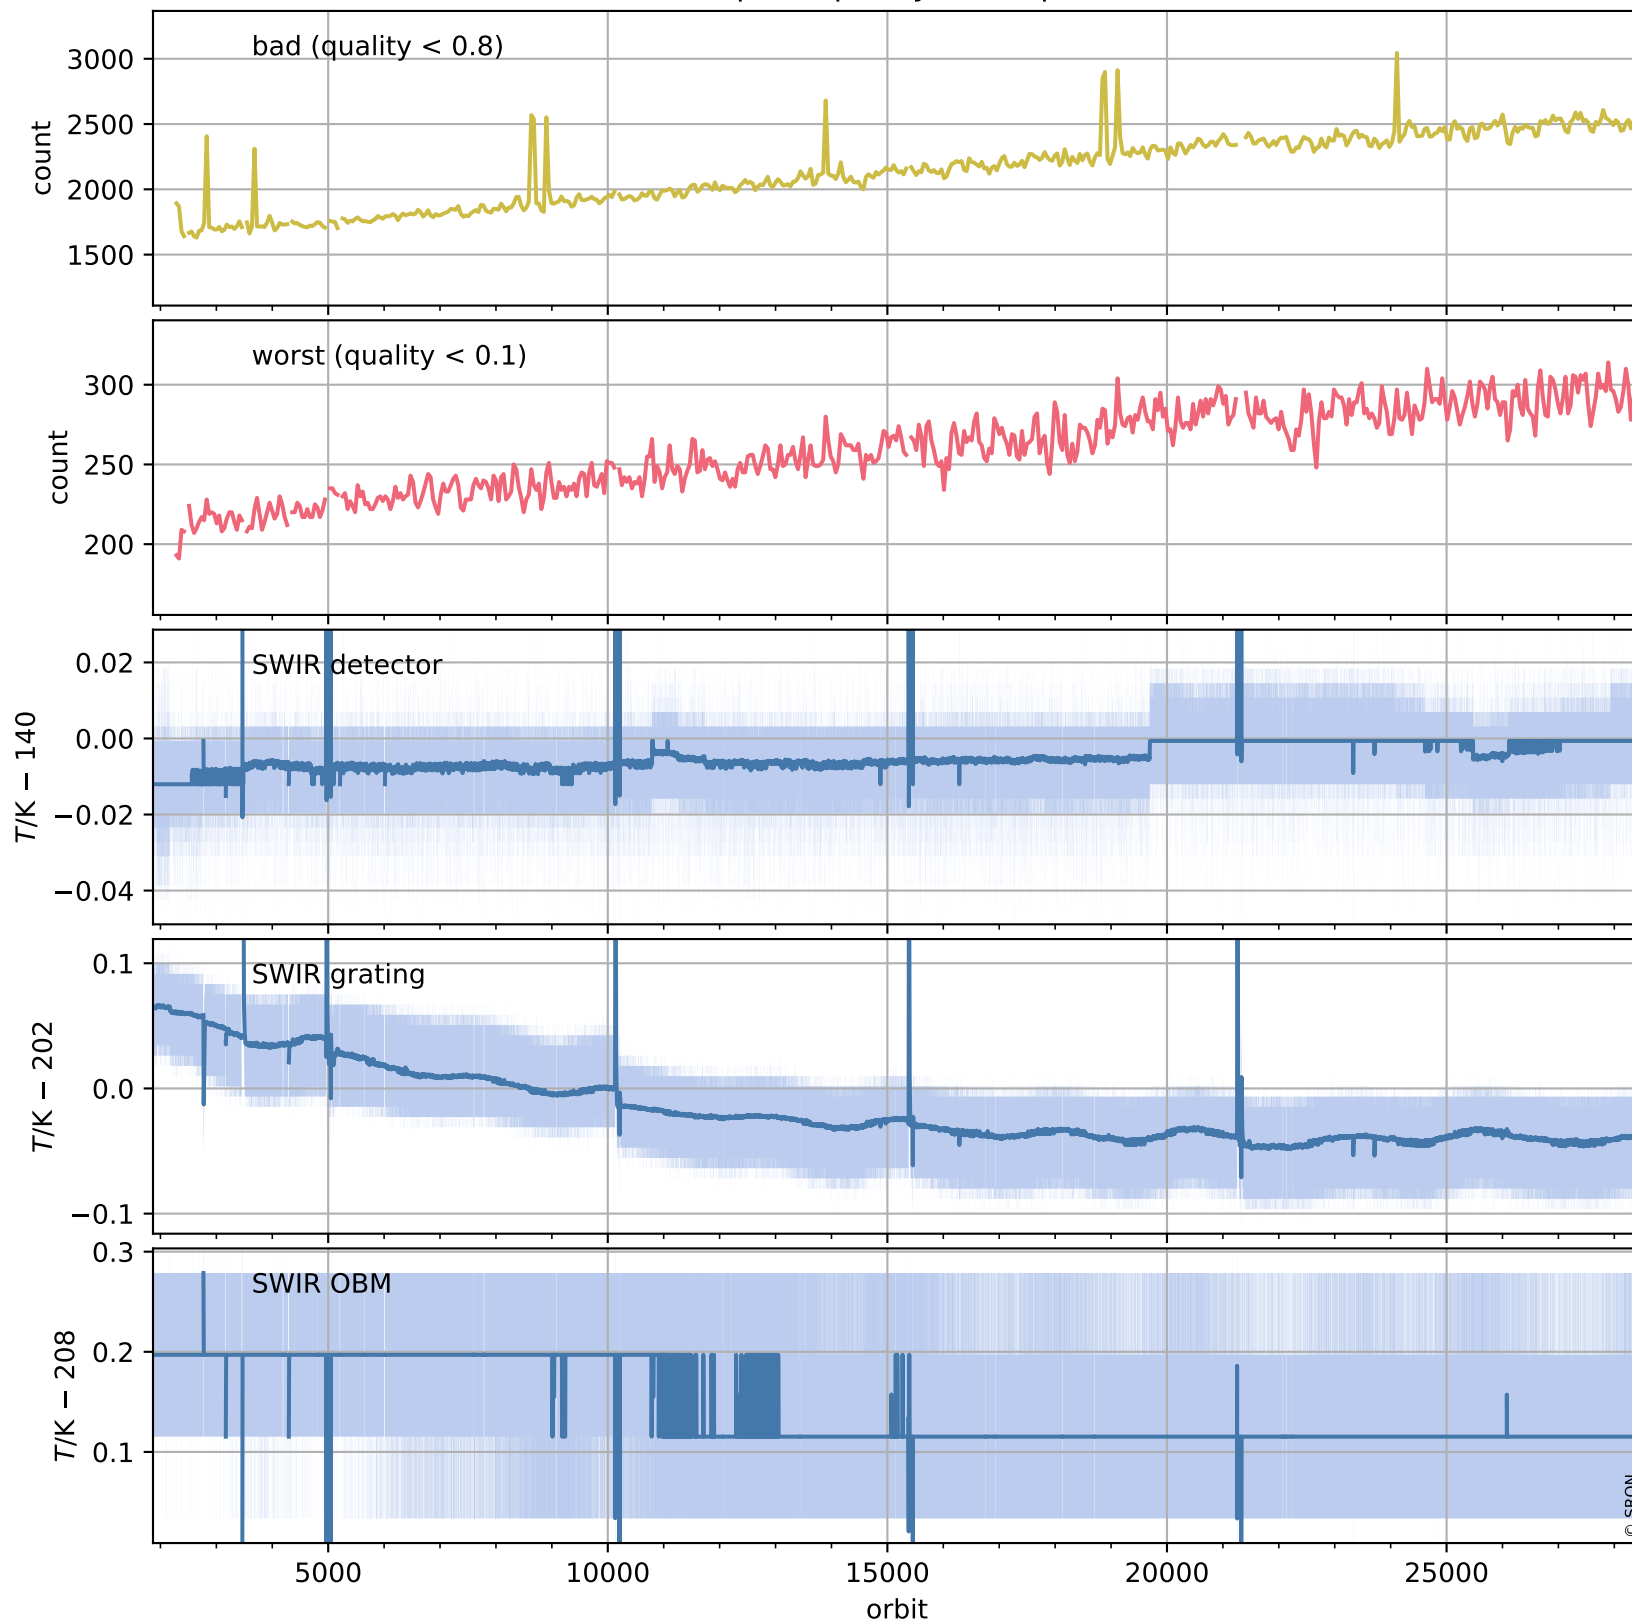 bad (quality < 0.8)
3000
2500
2000
1500
count
worst (quality < 0.1)
300
250
200
count
SWIR detector
0.02
0.00
−0.02
−0.04
T/K − 140
SWIR grating
0.1
0.0
−0.1
T/K − 202
SWIR OBM
0.3
0.2
0.1
T/K − 208
© SRON
5000 10000 15000 20000 25000
orbit